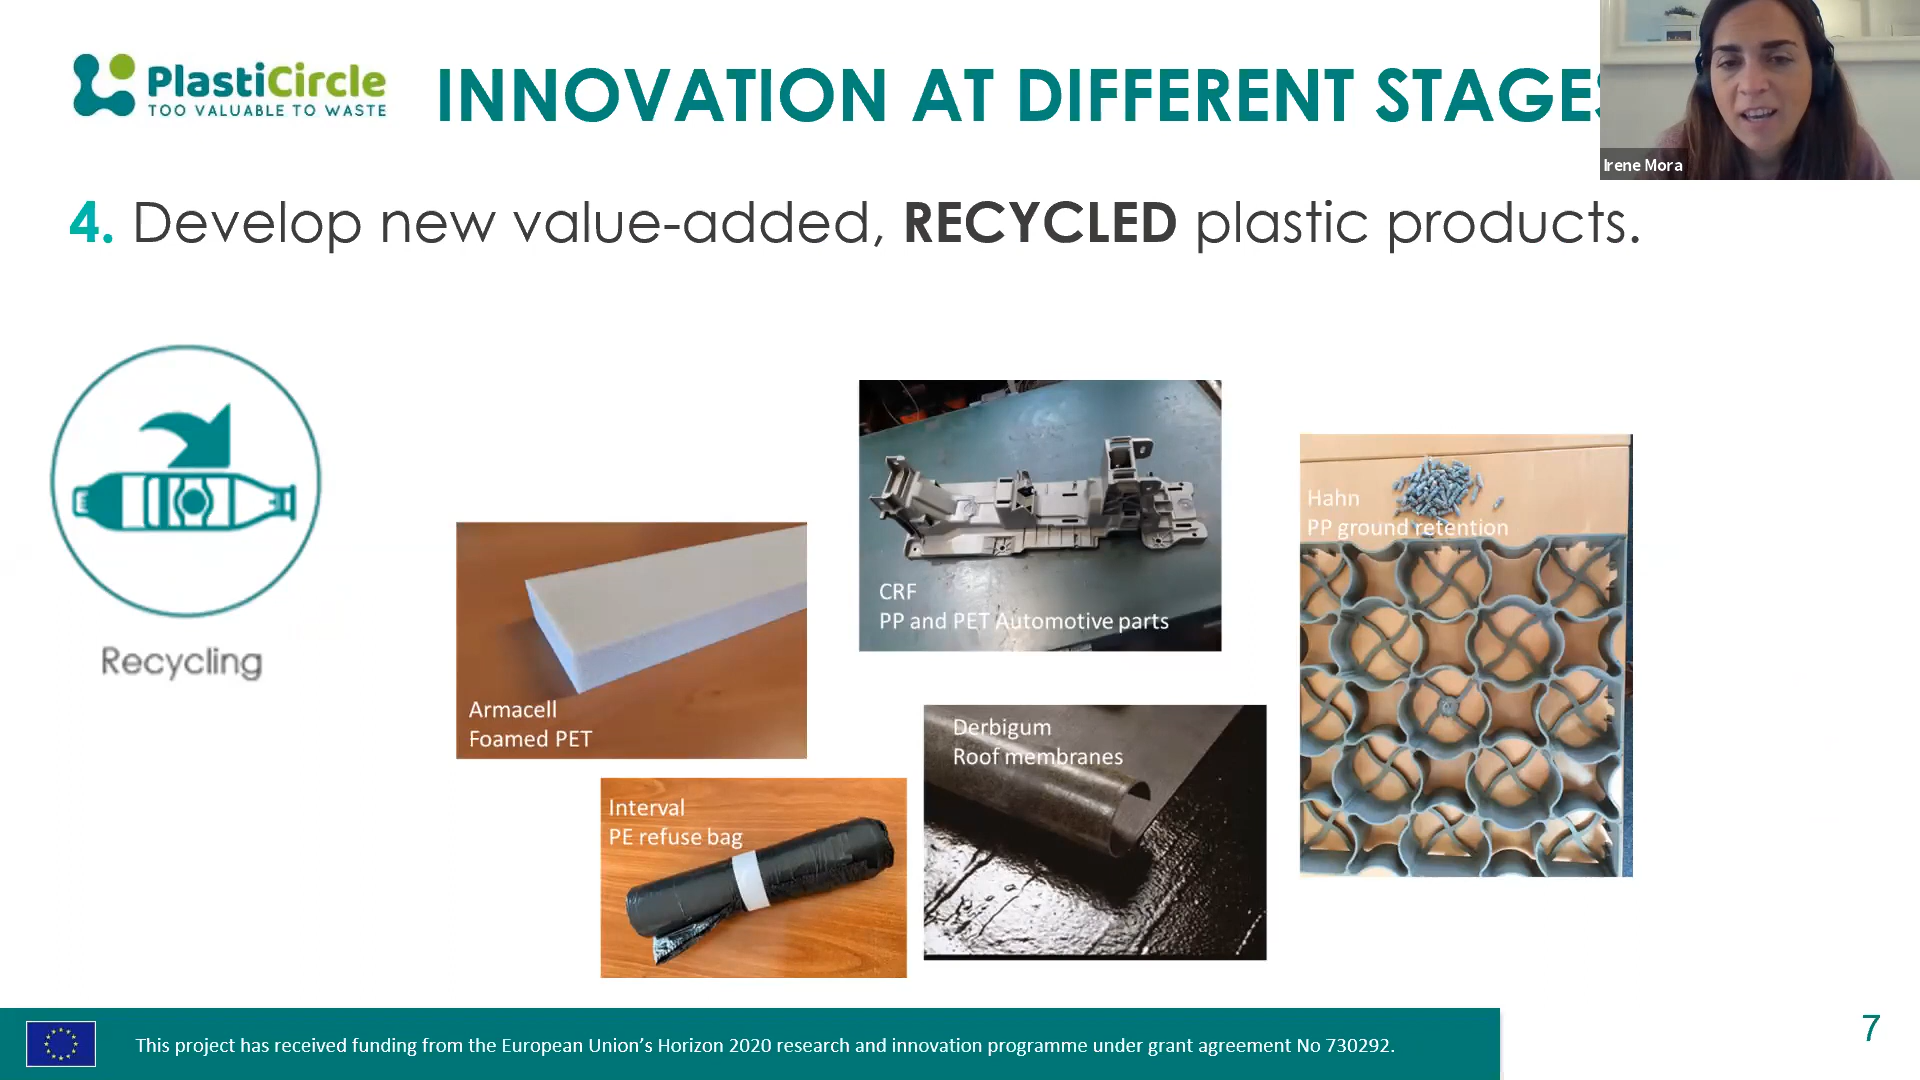 PlastiCircle
TOO VALUABLE TO WASTE
INNOVATION AT DIFFERENT STAGES
Irene Mora
4. Develop new value-added, RECYCLED plastic products.
Recycling
Armacell
Foamed PET
CRF
PP and PET Automotive parts
Hahn
PP ground retention
Interval
PE refuse bag
Derbigum
Roof membranes
This project has received funding from the European Union’s Horizon 2020 research and innovation programme under grant agreement No 730292.
7